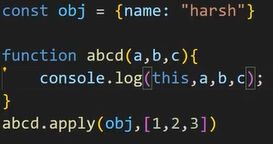 const obj = {name: "harsh"}
function abcd(a,b,c){
console.log(this,a,b,c);
}
abcd.apply(obj,[1,2,3])